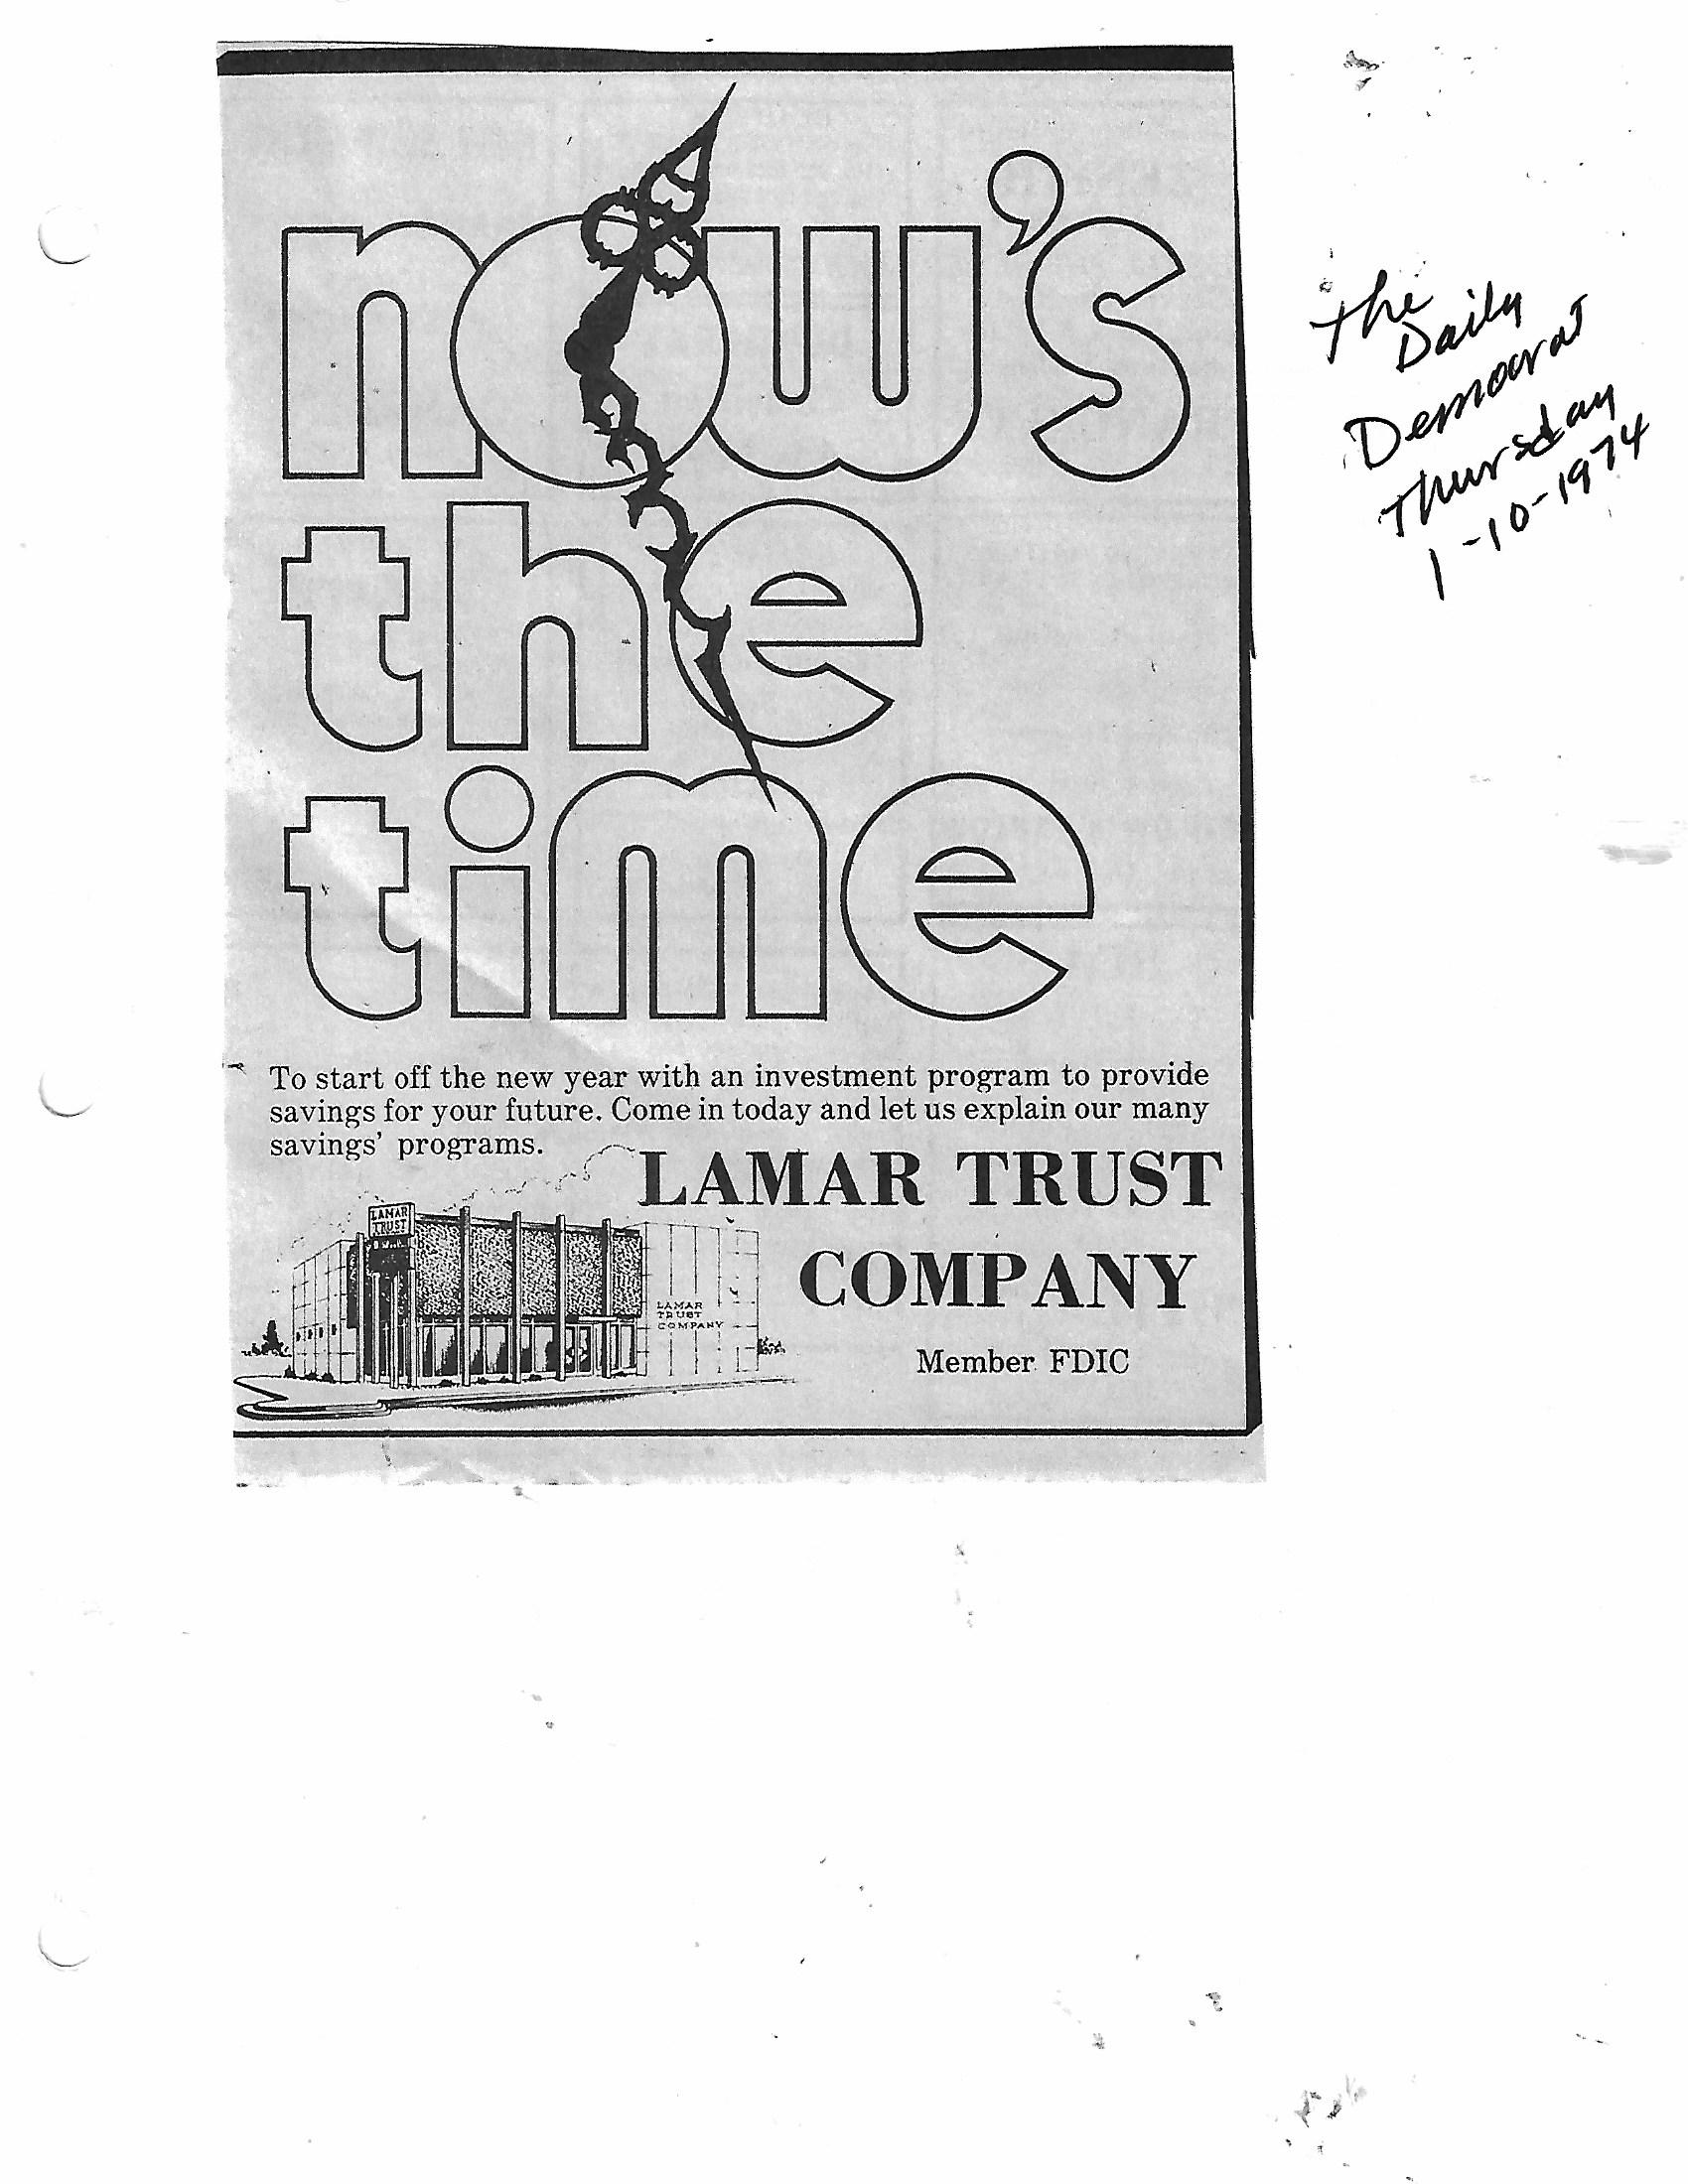 now's
the
time
The
Daily
Democrat
Thursday
1-10-1974
To start off the new year with an investment program to provide
savings for your future. Come in today and let us explain our many
savings' programs.
LAMAR TRUST
COMPANY
Member FDIC
LAMAR
TRUST
LAMAR
TRUST
COMPANY